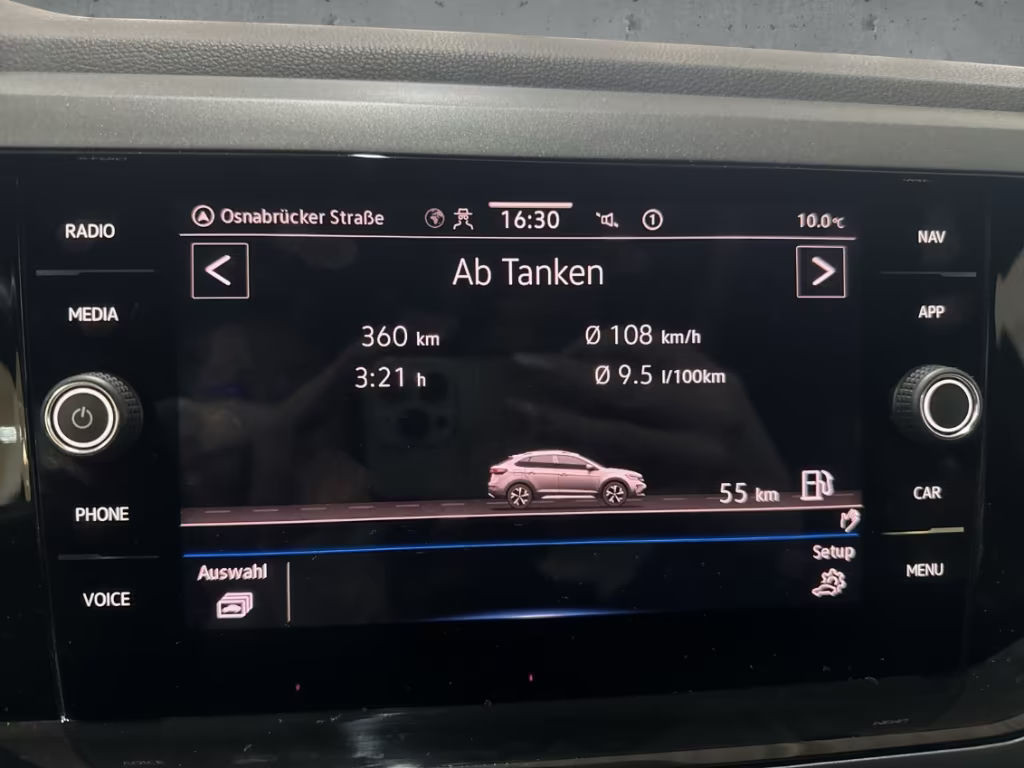 RADIO
MEDIA
PHONE
VOICE
Osnabrücker Straße 16:30 1 10.0°C
Ab Tanken
360 km Ø 108 km/h
3:21 h Ø 9.5 l/100km
55 km
Auswahl
Setup
NAV
APP
CAR
MENU